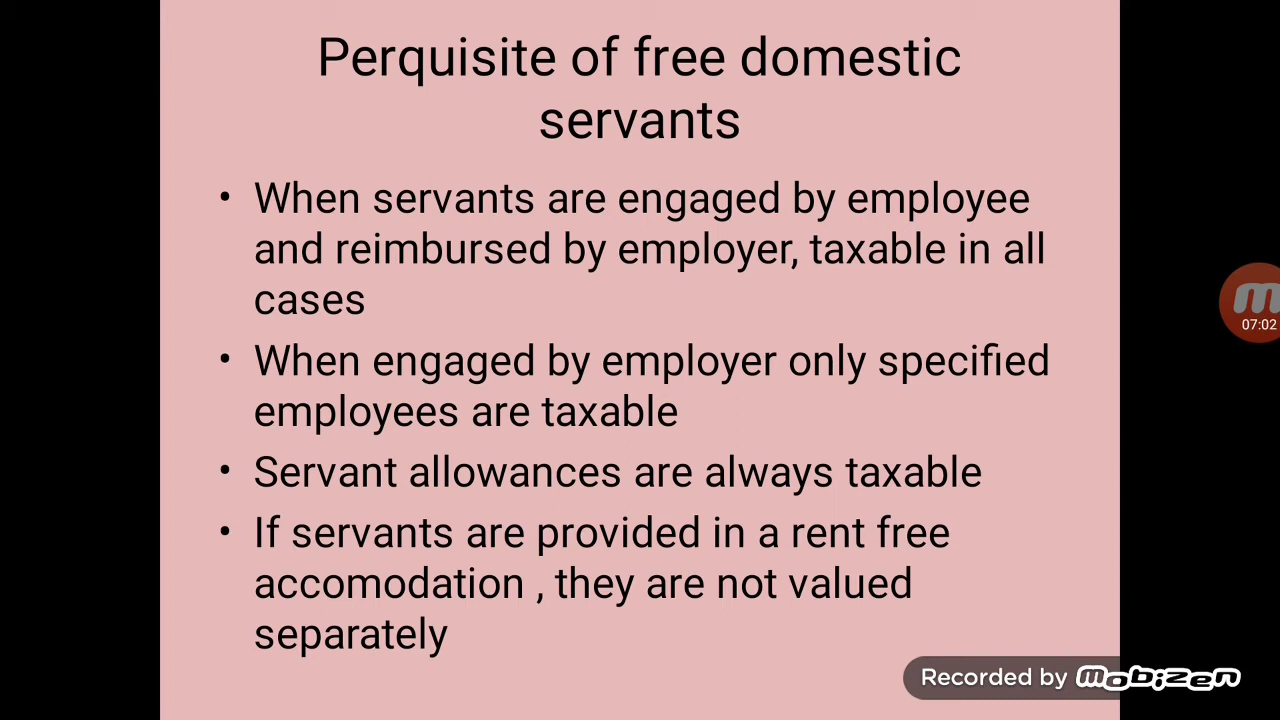 Perquisite of free domestic
servants
• When servants are engaged by employee
and reimbursed by employer, taxable in all
cases
• When engaged by employer only specified
employees are taxable
• Servant allowances are always taxable
• If servants are provided in a rent free
accomodation , they are not valued
separately
07:02
Recorded by mobizen